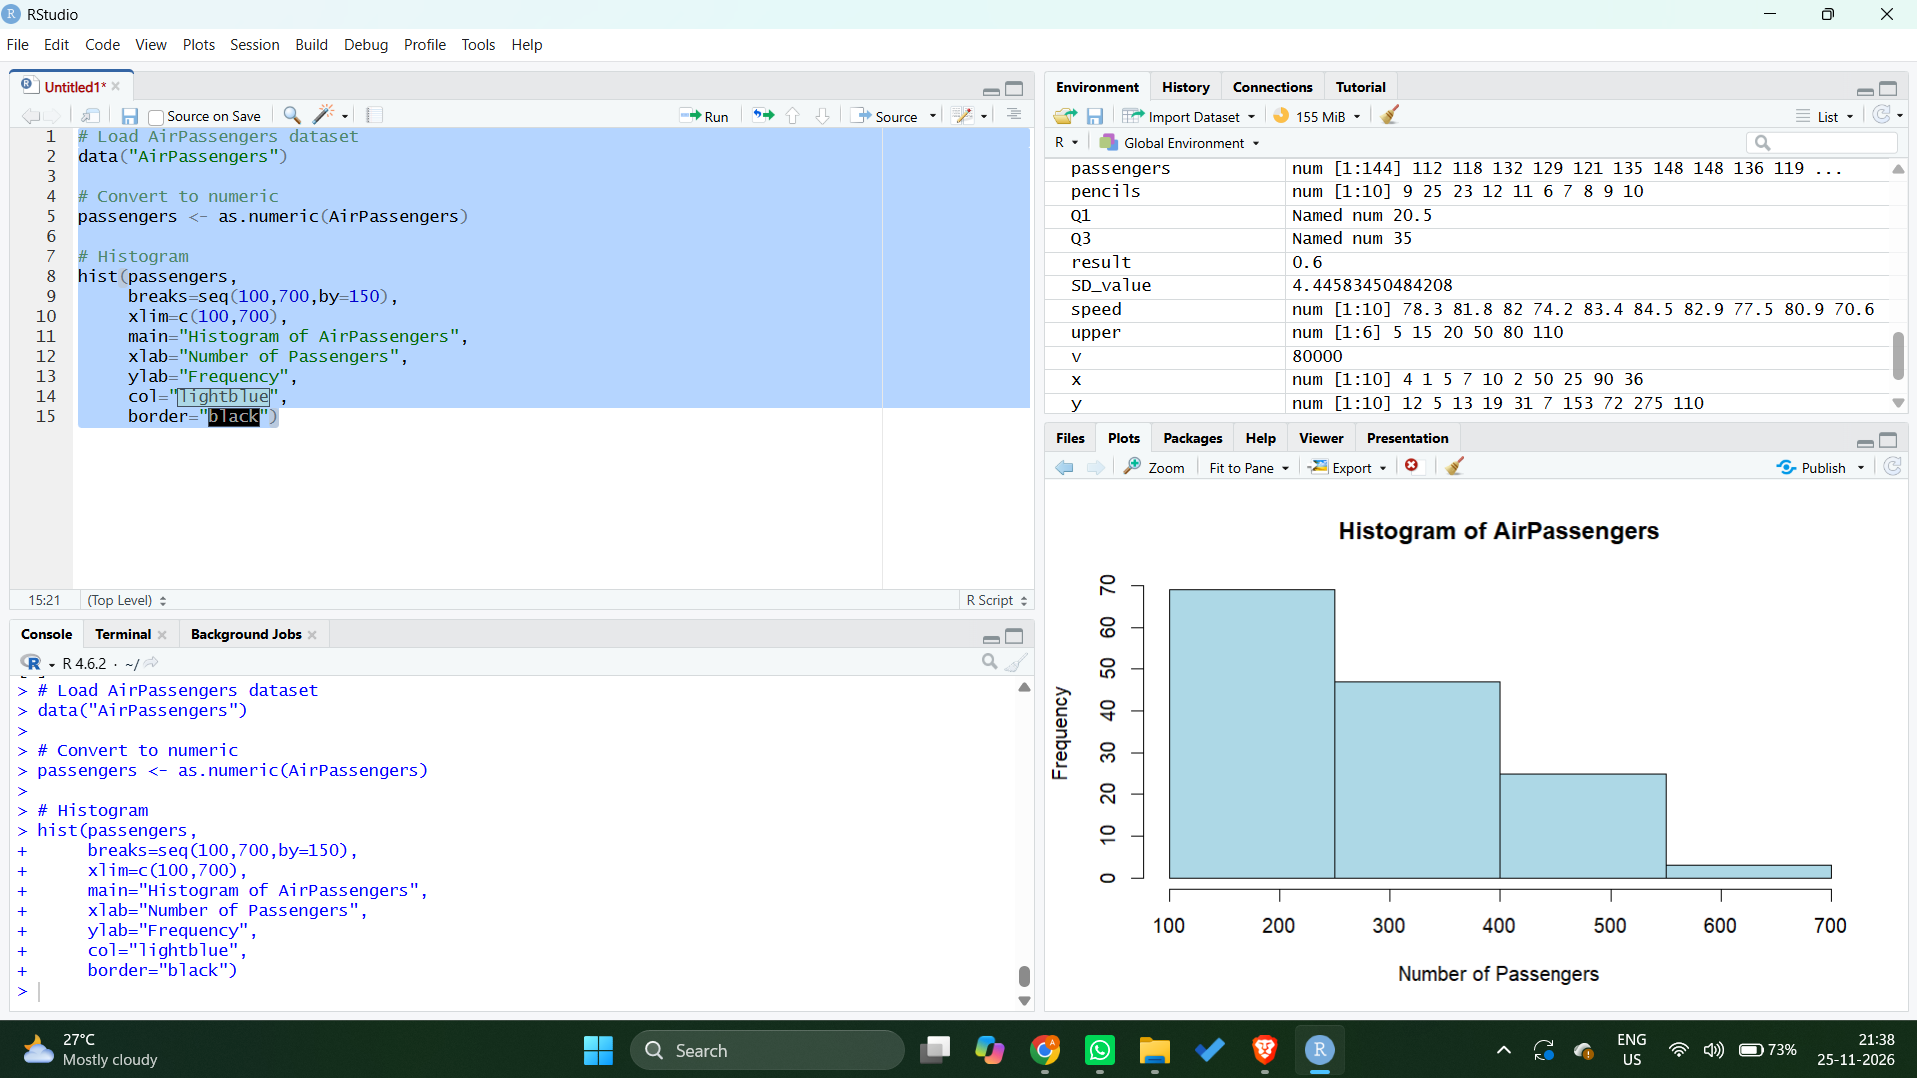 RStudio
File Edit Code View Plots Session Build Debug Profile Tools Help
Untitled1*
Source on Save Run Source
1 # Load AirPassengers dataset
2 data("AirPassengers")
3
4 # Convert to numeric
5 passengers <- as.numeric(AirPassengers)
6
7 # Histogram
8 hist(passengers,
9 breaks=seq(100,700,by=150),
10 xlim=c(100,700),
11 main="Histogram of AirPassengers",
12 xlab="Number of Passengers",
13 ylab="Frequency",
14 col="lightblue",
15 border="black")
15:21 (Top Level) R Script
Console Terminal Background Jobs
R 4.6.2 · ~/
> # Load AirPassengers dataset
> data("AirPassengers")
>
> # Convert to numeric
> passengers <- as.numeric(AirPassengers)
>
> # Histogram
> hist(passengers,
+ breaks=seq(100,700,by=150),
+ xlim=c(100,700),
+ main="Histogram of AirPassengers",
+ xlab="Number of Passengers",
+ ylab="Frequency",
+ col="lightblue",
+ border="black")
>
Environment History Connections Tutorial
Import Dataset 155 MiB List
R Global Environment
passengers num [1:144] 112 118 132 129 121 135 148 148 136 119 ...
pencils num [1:10] 9 25 23 12 11 6 7 8 9 10
Q1 Named num 20.5
Q3 Named num 35
result 0.6
SD_value 4.44583450484208
speed num [1:10] 78.3 81.8 82 74.2 83.4 84.5 82.9 77.5 80.9 70.6
upper num [1:6] 5 15 20 50 80 110
v 80000
x num [1:10] 4 1 5 7 10 2 50 25 90 36
y num [1:10] 12 5 13 19 31 7 153 72 275 110
Files Plots Packages Help Viewer Presentation
Zoom Fit to Pane Export Publish
Histogram of AirPassengers
Frequency
70
60
50
40
30
20
10
0
100 200 300 400 500 600 700
Number of Passengers
27°C
Mostly cloudy
Search
ENG
US
73%
21:38
25-11-2026